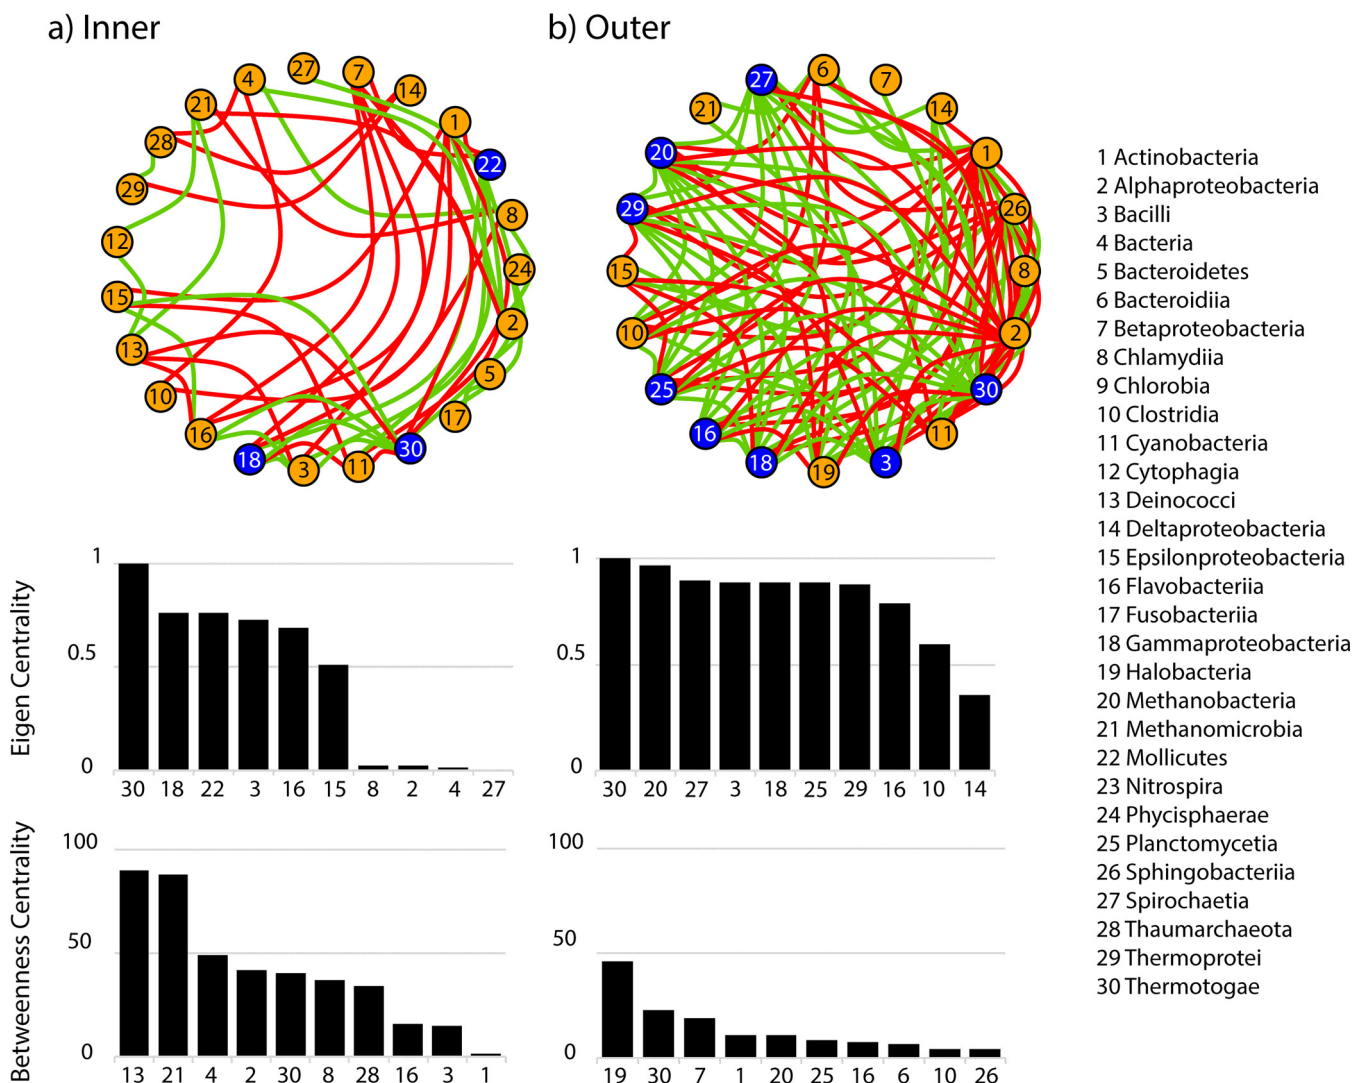 a) Inner
b) Outer
27
4
7
14
21
1
28
22
29
8
12
24
15
2
13
5
10
17
16
30
18
3
11
6
27
7
21
14
20
1
29
26
15
8
10
2
25
30
16
11
18
19
3
1 Actinobacteria
2 Alphaproteobacteria
3 Bacilli
4 Bacteria
5 Bacteroidetes
6 Bacteroidiia
7 Betaproteobacteria
8 Chlamydiia
9 Chlorobia
10 Clostridia
11 Cyanobacteria
12 Cytophagia
13 Deinococci
14 Deltaproteobacteria
15 Epsilonproteobacteria
16 Flavobacteriia
17 Fusobacteriia
18 Gammaproteobacteria
19 Halobacteria
20 Methanobacteria
21 Methanomicrobia
22 Mollicutes
23 Nitrospira
24 Phycisphaerae
25 Planctomycetia
26 Sphingobacteriia
27 Spirochaetia
28 Thaumarchaeota
29 Thermoprotei
30 Thermotogae
Eigen Centrality
1
0.5
0
30 18 22 3 16 15 8 2 4 27
1
0.5
0
30 20 27 3 18 25 29 16 10 14
Betweenness Centrality
100
50
0
13 21 4 2 30 8 28 16 3 1
100
50
0
19 30 7 1 20 25 16 6 10 26